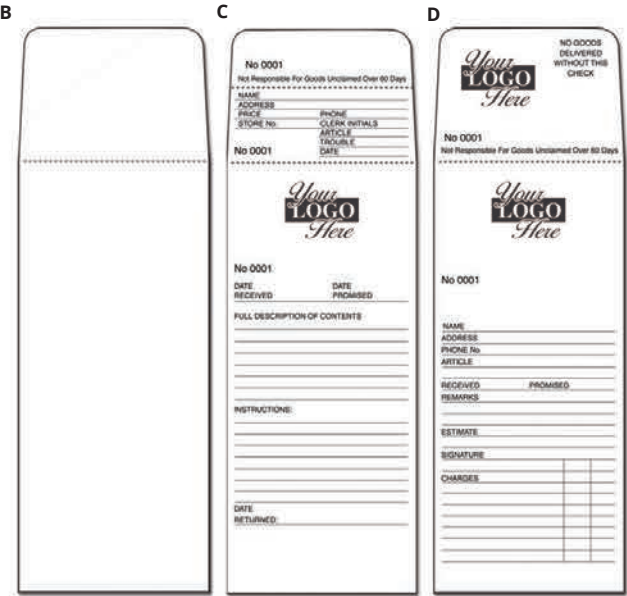 B
C
No 0001
Not Responsible For Goods Unclaimed Over 60 Days
NAME
ADDRESS
PRICE PHONE
STORE No. CLERK INITIALS
ARTICLE
TROUBLE
No 0001 DATE
Your
LOGO
Here
No 0001
DATE DATE
RECEIVED PROMISED
FULL DESCRIPTION OF CONTENTS
INSTRUCTIONS:
DATE
RETURNED:
D
Your
LOGO
Here
NO GOODS
DELIVERED
WITHOUT THIS
CHECK
No 0001
Not Responsible For Goods Unclaimed Over 60 Days
Your
LOGO
Here
No 0001
NAME
ADDRESS
PHONE No
ARTICLE
RECEIVED PROMISED
REMARKS
ESTIMATE
SIGNATURE
CHARGES